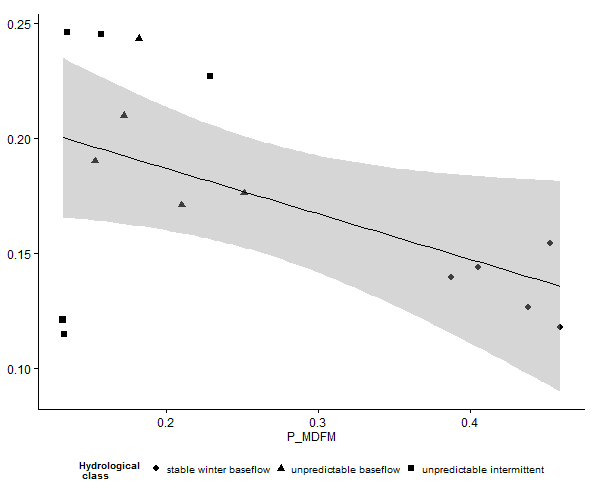 0.25
0.20
0.15
0.10
0.2 0.3 0.4
P_MDFM
Hydrological class
stable winter baseflow unpredictable baseflow unpredictable intermittent